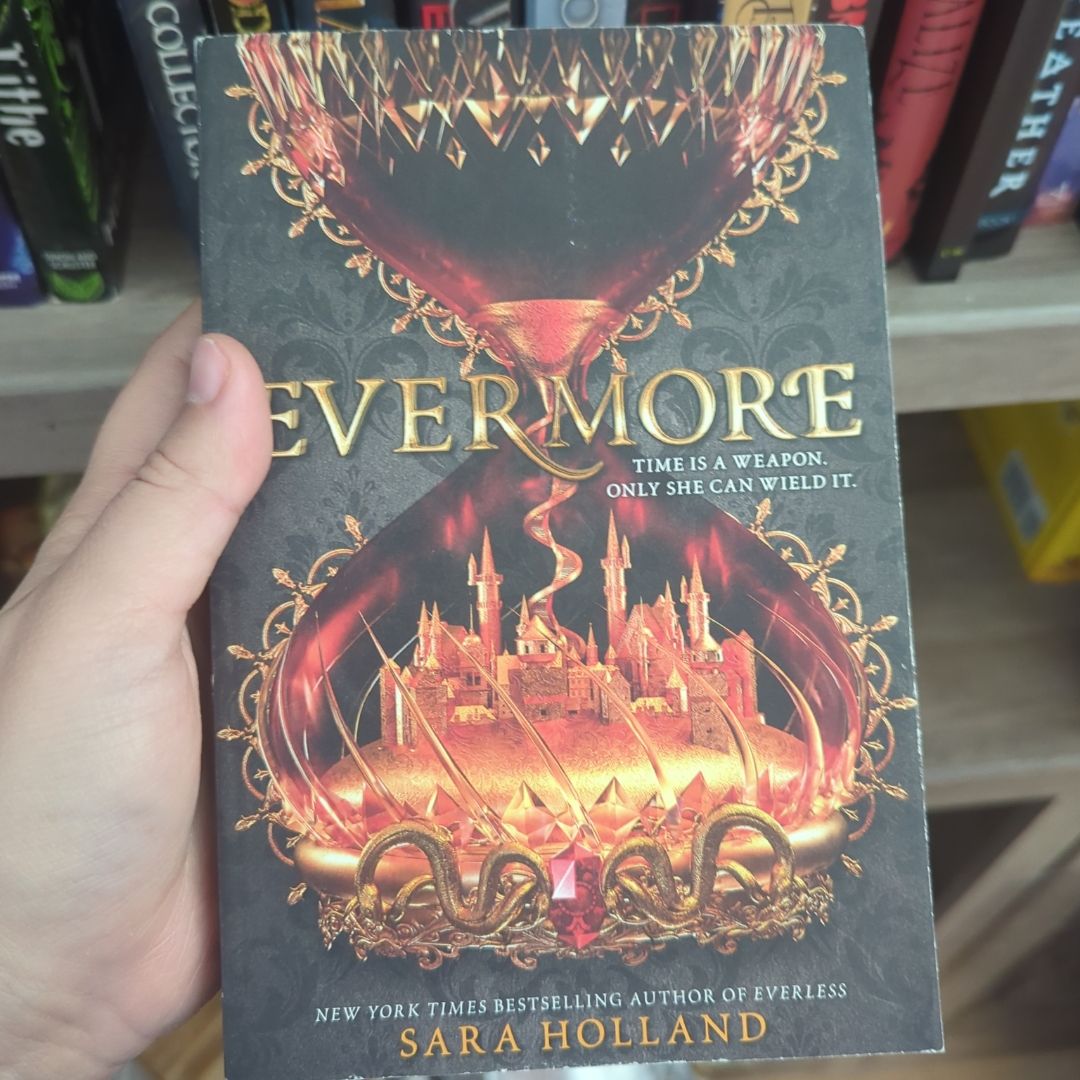 Tithe
COLLECTOR
EATHER
EVERMORE
TIME IS A WEAPON.
ONLY SHE CAN WIELD IT.
NEW YORK TIMES BESTSELLING AUTHOR OF EVERLESS
SARA HOLLAND